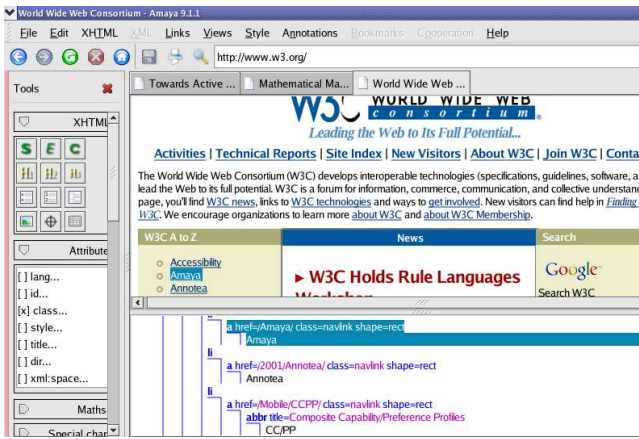 World Wide Web Consortium - Amaya 9.1.1
File Edit XHTML XML Links Views Style Annotations Bookmarks Cooperation Help
http://www.w3.org/
Tools
Towards Active ... Mathematical Ma... World Wide Web ...
XHTML
S E C
H1 H2 H3
Attribute
[ ] lang...
[ ] id...
[x] class...
[ ] style...
[ ] title...
[ ] dir...
[ ] xml:space...
Maths
Special char
W3C WORLD WIDE WEB
consortium ®
Leading the Web to Its Full Potential...
Activities | Technical Reports | Site Index | New Visitors | About W3C | Join W3C | Conta
The World Wide Web Consortium (W3C) develops interoperable technologies (specifications, guidelines, software, a
lead the Web to its full potential. W3C is a forum for information, commerce, communication, and collective understand
page, you'll find W3C news, links to W3C technologies and ways to get involved. New visitors can find help in Finding
W3C. We encourage organizations to learn more about W3C and about W3C Membership.
W3C A to Z
News
Search
Accessibility
Amaya
Annotea
▸ W3C Holds Rule Languages
Workshop
Google™
Search W3C
li
a href=/Amaya/ class=navlink shape=rect
Amaya
li
a href=/2001/Annotea/ class=navlink shape=rect
Annotea
li
a href=/Mobile/CCPP/ class=navlink shape=rect
abbr title=Composite Capability/Preference Profiles
CC/PP